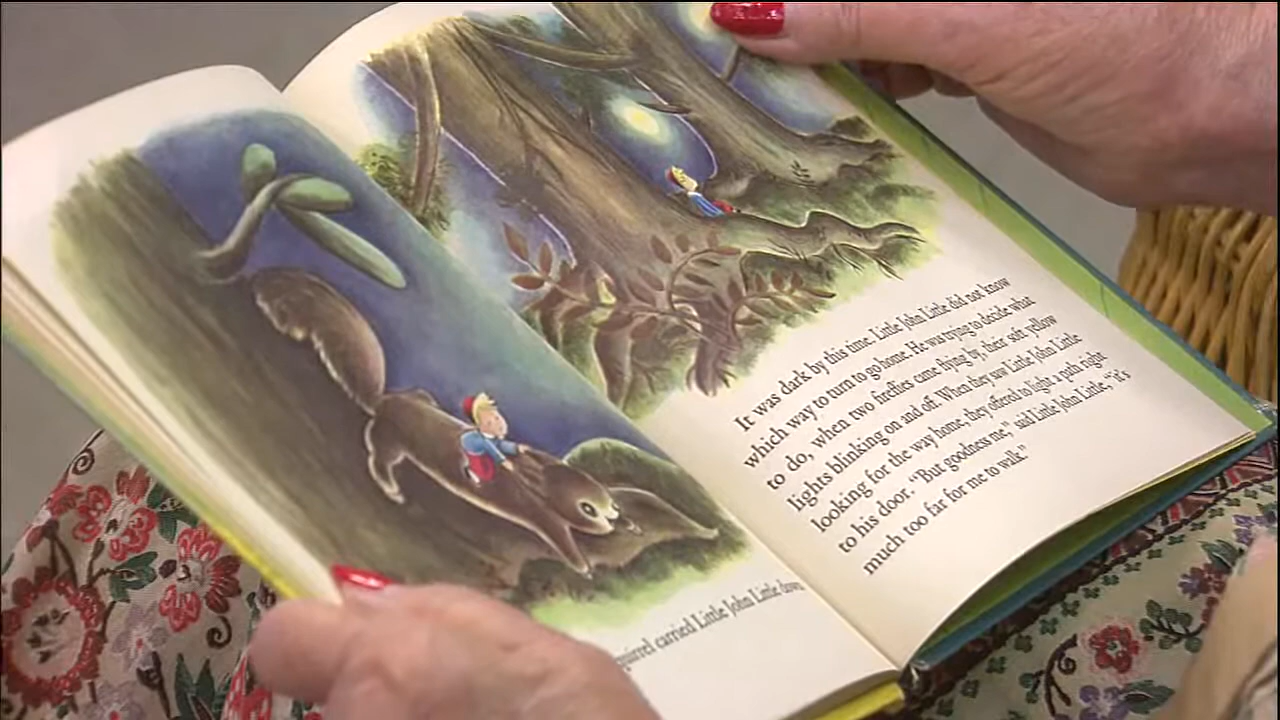 squirrel carried Little John Little down
It was dark by this time. Little John Little did not know
which way to turn to go home. He was trying to decide what
to do, when two fireflies came flying by, their soft yellow
lights blinking on and off. When they saw Little John Little
looking for the way home, they offered to light a path right
to his door. "But goodness me," said Little John Little, "it's
much too far for me to walk."